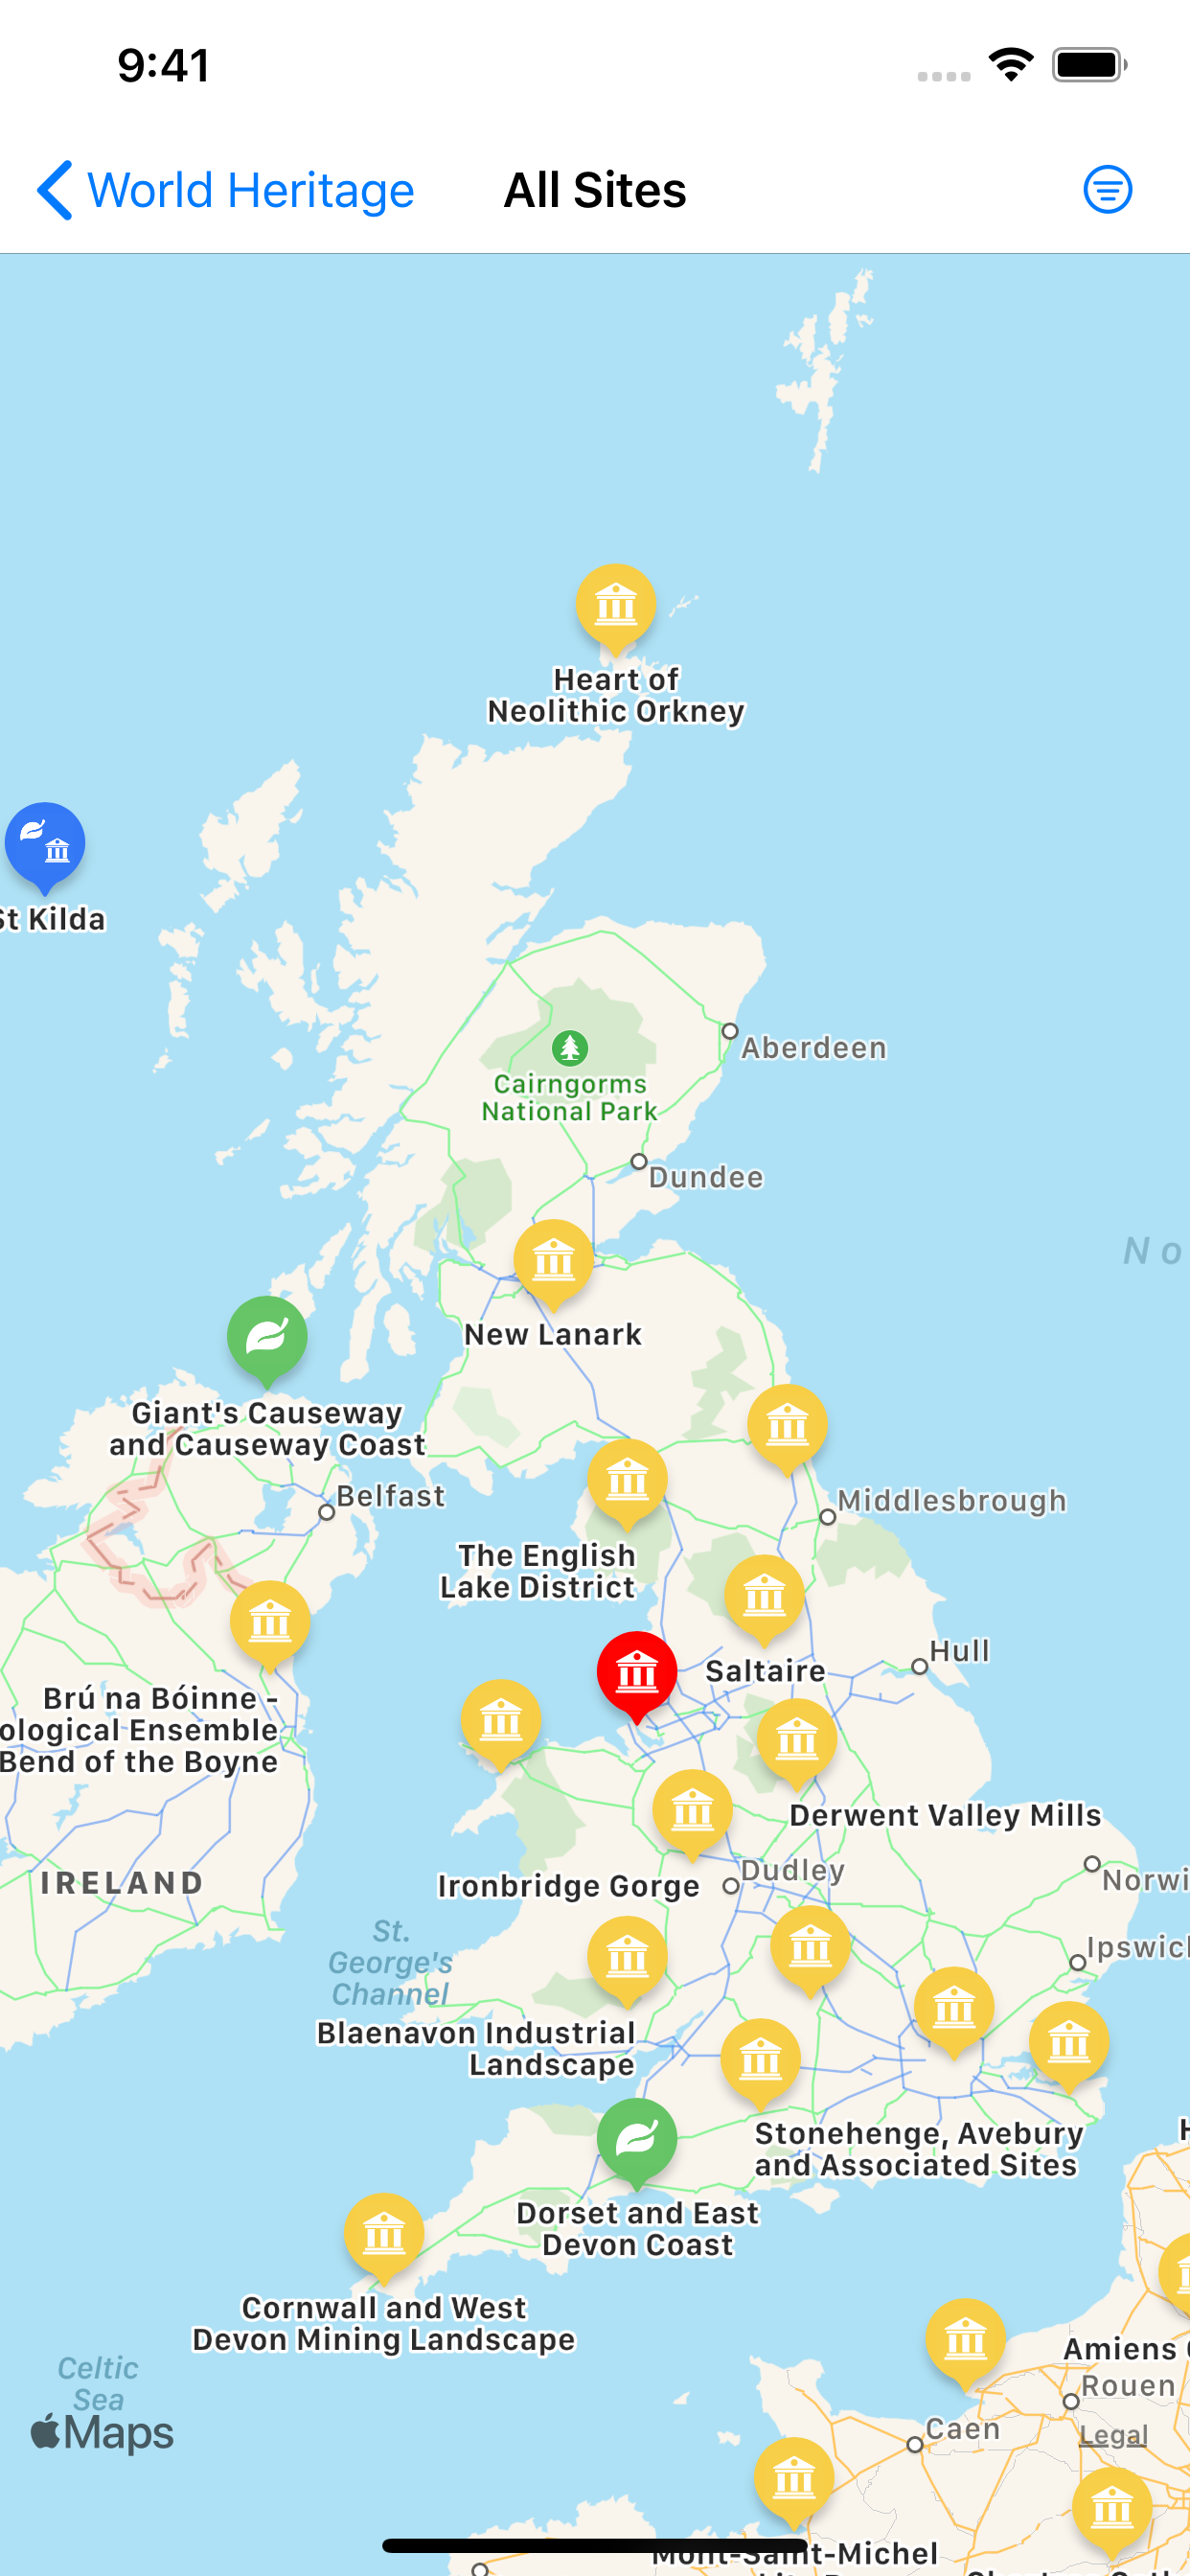 9:41
World Heritage
All Sites
Heart of
Neolithic Orkney
St Kilda
Aberdeen
Cairngorms
National Park
Dundee
No
New Lanark
Giant's Causeway
and Causeway Coast
Belfast
Middlesbrough
The English
Lake District
Hull
Saltaire
Brú na Bóinne -
ological Ensemble
Bend of the Boyne
Derwent Valley Mills
Dudley
IRELAND
Ironbridge Gorge
Norwi
St.
George's
Channel
Ipswich
Blaenavon Industrial
Landscape
Stonehenge, Avebury
and Associated Sites
Dorset and East
Devon Coast
Cornwall and West
Devon Mining Landscape
Amiens
Celtic
Sea
Rouen
Maps
Caen
Legal
Mont-Saint-Michel